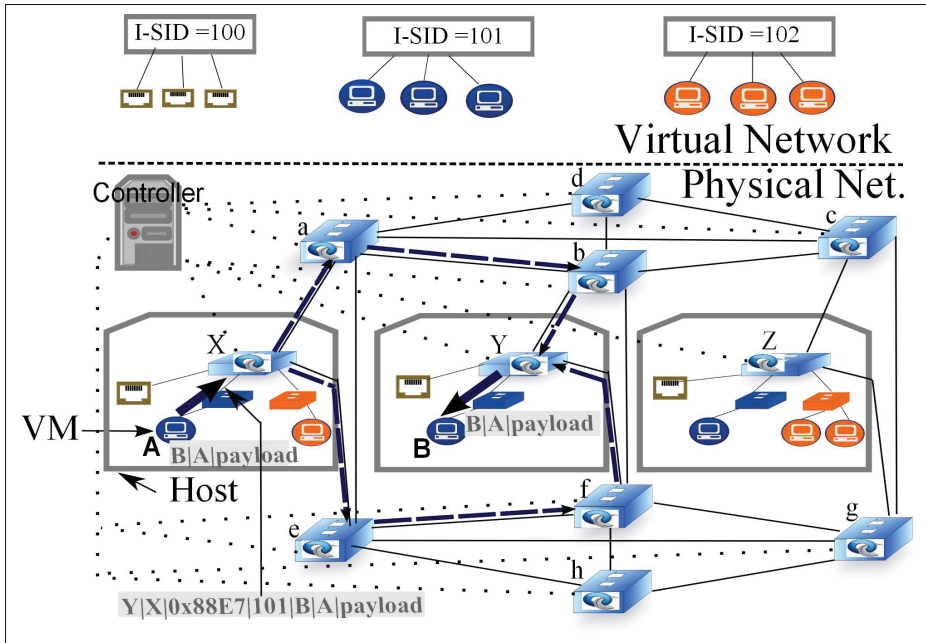 I-SID =100
I-SID =101
I-SID =102
Virtual Network
Physical Net.
Controller
d
a
c
b
X
Y
Z
VM
A
B
B|A|payload
B|A|payload
Host
f
e
g
h
Y|X|0x88E7|101|B|A|payload